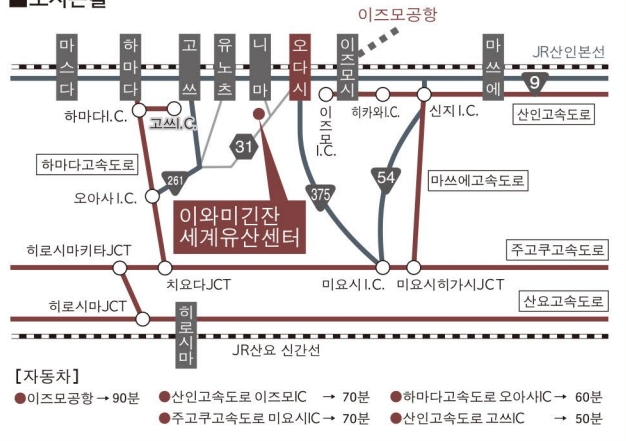 이즈모공항
마스다
하마다
고쓰
유노츠
니마
오다시
이즈모시
마쓰에
JR산인본선
9
하마다I.C.
고쓰I.C.
이즈모I.C.
히카와I.C.
신지 I.C.
산인고속도로
31
하마다고속도로
261
54
마쓰에고속도로
오아사 I.C.
375
이와미긴잔
세계유산센터
히로시마키타JCT
주고쿠고속도로
치요다JCT
미요시 I.C.
미요시히가시JCT
히로시마JCT
산요고속도로
히로시마
JR산요 신간선
[자동차]
●이즈모공항 → 90분
●산인고속도로 이즈모IC → 70분
●하마다고속도로 오아사IC → 60분
●주고쿠고속도로 미요시IC → 70분
●산인고속도로 고쓰IC → 50분